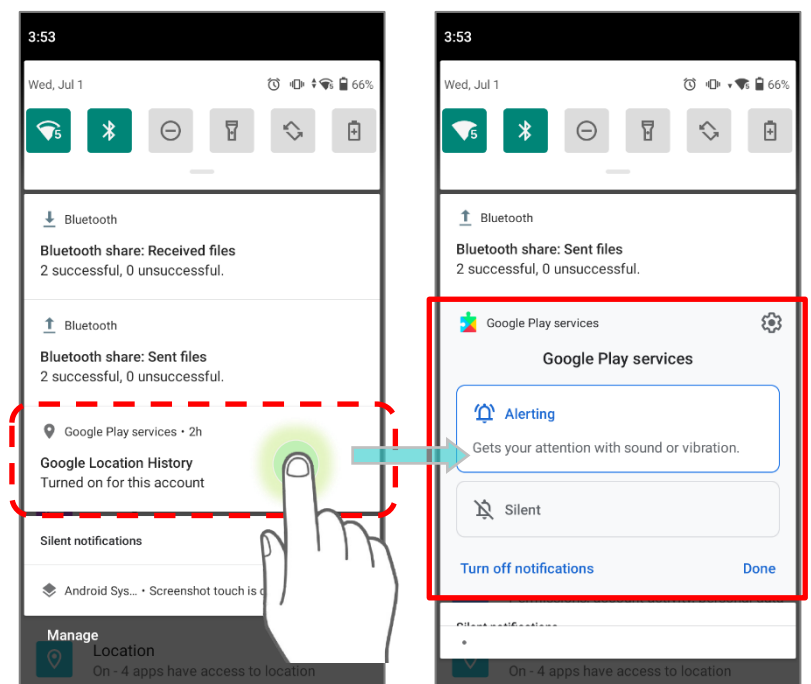 3:53
Wed, Jul 1
66%
5
Bluetooth
Bluetooth share: Received files
2 successful, 0 unsuccessful.
Bluetooth
Bluetooth share: Sent files
2 successful, 0 unsuccessful.
Google Play services • 2h
Google Location History
Turned on for this account
Silent notifications
Android Sys... • Screenshot touch is
Manage
Location
On - 4 apps have access to location
3:53
Wed, Jul 1
66%
5
Bluetooth
Bluetooth share: Sent files
2 successful, 0 unsuccessful.
Google Play services
Google Play services
Alerting
Gets your attention with sound or vibration.
Silent
Turn off notifications
Done
On - 4 apps have access to location